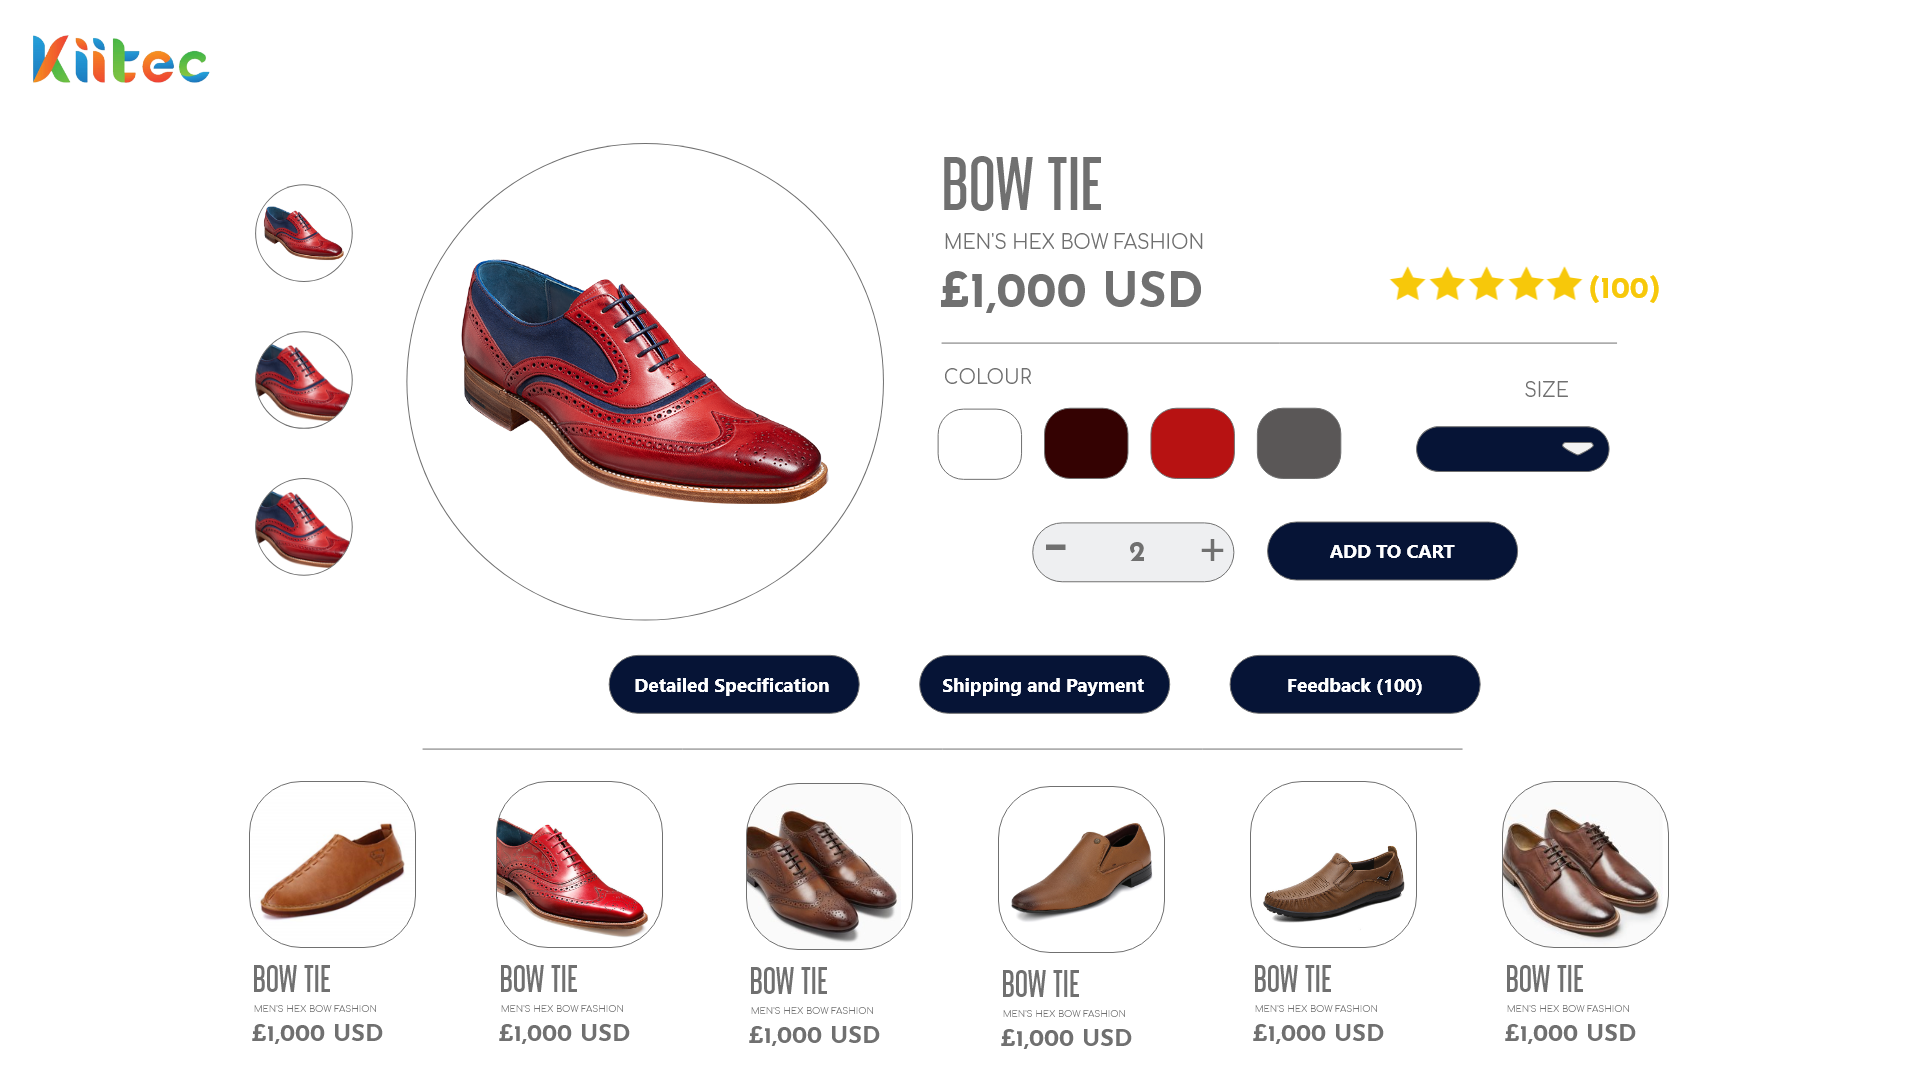 Kiitec
BOW TIE
MEN'S HEX BOW FASHION
£1,000 USD
(100)
COLOUR
SIZE
2
ADD TO CART
Detailed Specification
Shipping and Payment
Feedback (100)
BOW TIE
MEN'S HEX BOW FASHION
£1,000 USD
BOW TIE
MEN'S HEX BOW FASHION
£1,000 USD
BOW TIE
MEN'S HEX BOW FASHION
£1,000 USD
BOW TIE
MEN'S HEX BOW FASHION
£1,000 USD
BOW TIE
MEN'S HEX BOW FASHION
£1,000 USD
BOW TIE
MEN'S HEX BOW FASHION
£1,000 USD